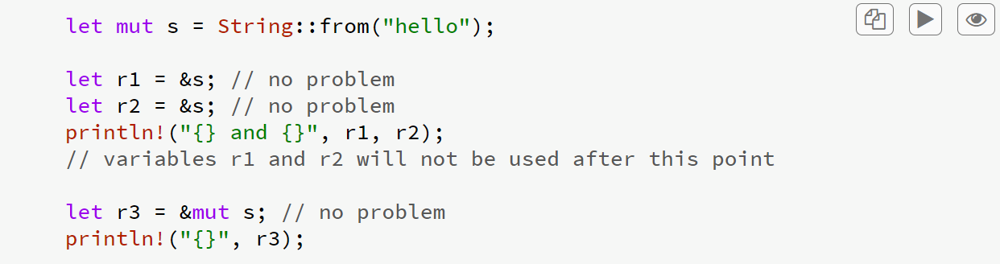 let mut s = String::from("hello");
let r1 = &s; // no problem
let r2 = &s; // no problem
println!("{} and {}", r1, r2);
// variables r1 and r2 will not be used after this point
let r3 = &mut s; // no problem
println!("{}", r3);